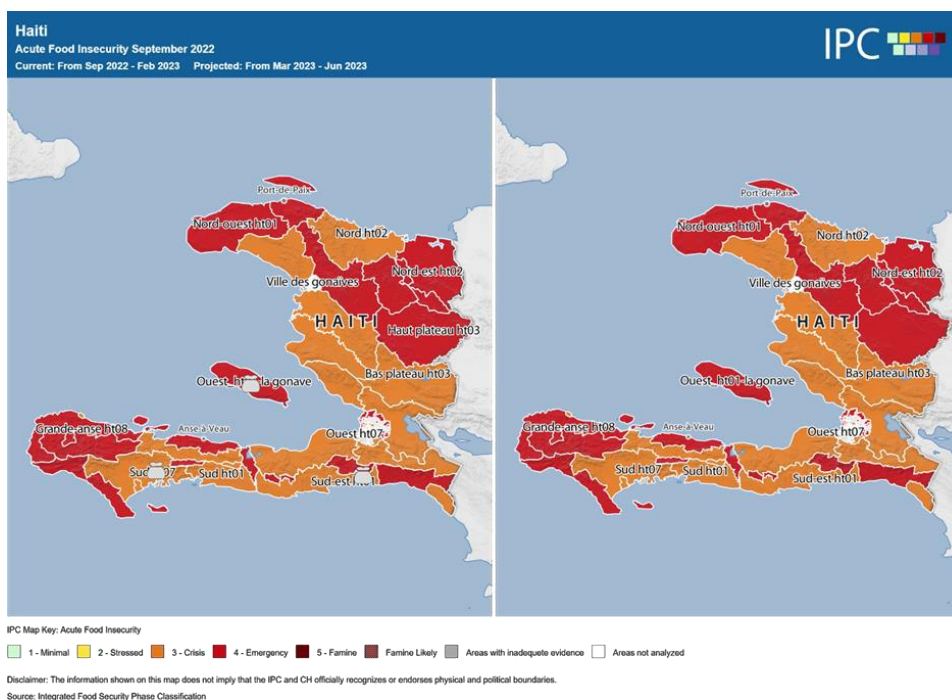 Haiti
Acute Food Insecurity September 2022
Current: From Sep 2022 - Feb 2023 Projected: From Mar 2023 - Jun 2023
IPC
Port-de-Paix
Nord-ouest ht01
Nord ht02
Nord-est ht02
Ville des gonaives
HAITI
Haut plateau ht03
Bas plateau ht03
Ouest la gonave
Grande-anse ht08
Anse-à-Veau
Ouest ht07
Sud ht01
Sud-est
Port-de-Paix
Nord-ouest ht01
Nord ht02
Nord-est ht02
Ville des gonaives
HAITI
Bas plateau ht03
Ouest ht01-la gonave
Grande-anse ht08
Anse-à-Veau
Ouest ht07
Sud ht07
Sud ht01
Sud-est ht01
IPC Map Key: Acute Food Insecurity
1 - Minimal 2 - Stressed 3 - Crisis 4 - Emergency 5 - Famine Famine Likely Areas with inadequete evidence Areas not analyzed
Disclaimer: The information shown on this map does not imply that the IPC and CH officially recognizes or endorses physical and political boundaries.
Source: Integrated Food Security Phase Classification